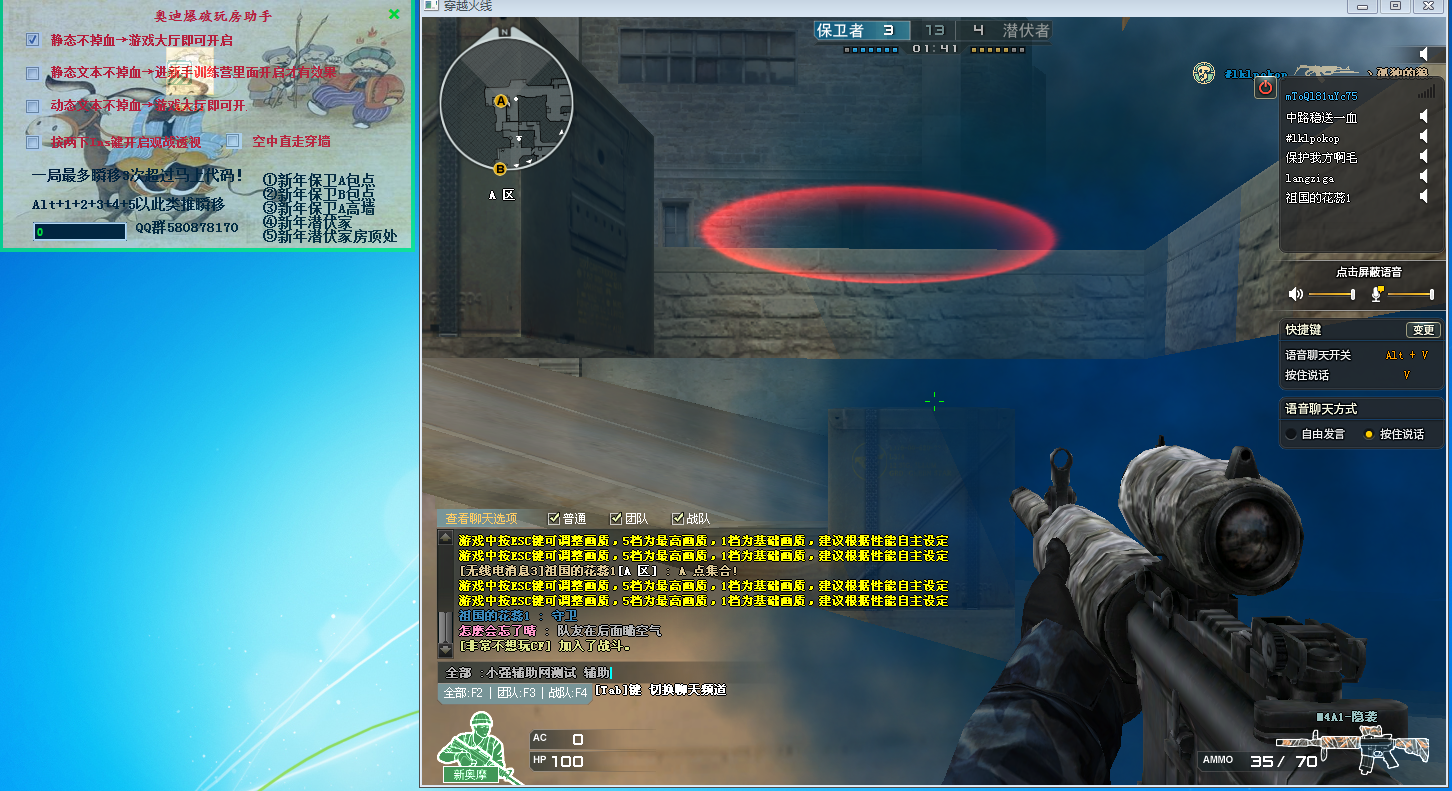 奥迪爆破玩房助手
静态不掉血→游戏大厅即可开启
静态文本不掉血→进新手训练营里面开启才有效果
动态文本不掉血→游戏大厅即可开
按两下Ins键开启观战透视
空中直走穿墙
一局最多瞬移9次超过马上代码!
Alt+1+2+3+4+5以此类推瞬移
0
QQ群580878170
①新年保卫A包点
②新年保卫B包点
③新年保卫A高墙
④新年潜伏家
⑤新年潜伏家房顶处
穿越火线
保卫者 3 13 4 潜伏者
01:41
N
A
B
A 区
#lklpokop
孤独的狼
mToQl81uYc75
中路稳送一血
#lklpokop
保护我方啊毛
langziga
祖国的花蕊1
点击屏蔽语音
快捷键 变更
语音聊天开关 Alt + V
按住说话 V
语音聊天方式
自由发言 按住说话
查看聊天选项 普通 团队 战队
游戏中按ESC键可调整画质，5档为最高画质，1档为基础画质，建议根据性能自主设定
游戏中按ESC键可调整画质，5档为最高画质，1档为基础画质，建议根据性能自主设定
[无线电消息3]祖国的花蕊1[A 区] : A 点集合!
游戏中按ESC键可调整画质，5档为最高画质，1档为基础画质，建议根据性能自主设定
游戏中按ESC键可调整画质，5档为最高画质，1档为基础画质，建议根据性能自主设定
祖国的花蕊1 : 守卫
怎麽会忘了晴 : 队友在后面瞄空气
[非常不想玩CF] 加入了战斗。
全部 :小强辅助网测试 辅助
全部:F2 | 团队:F3 | 战队:F4 [Tab]键 切换聊天频道
新奥摩
AC 0
HP 100
M4A1-隐袭
AMMO 35/ 70